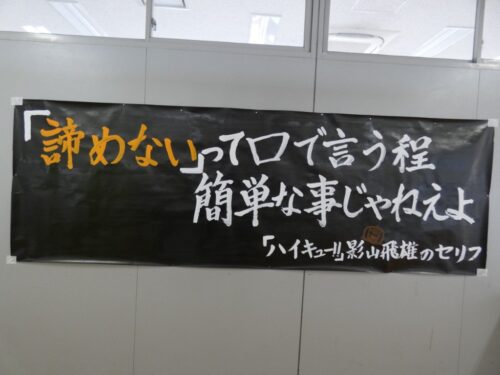 「諦めない」って口で言う程
簡単な事じゃねえよ
「ハイキュー!!」影山飛雄のセリフ